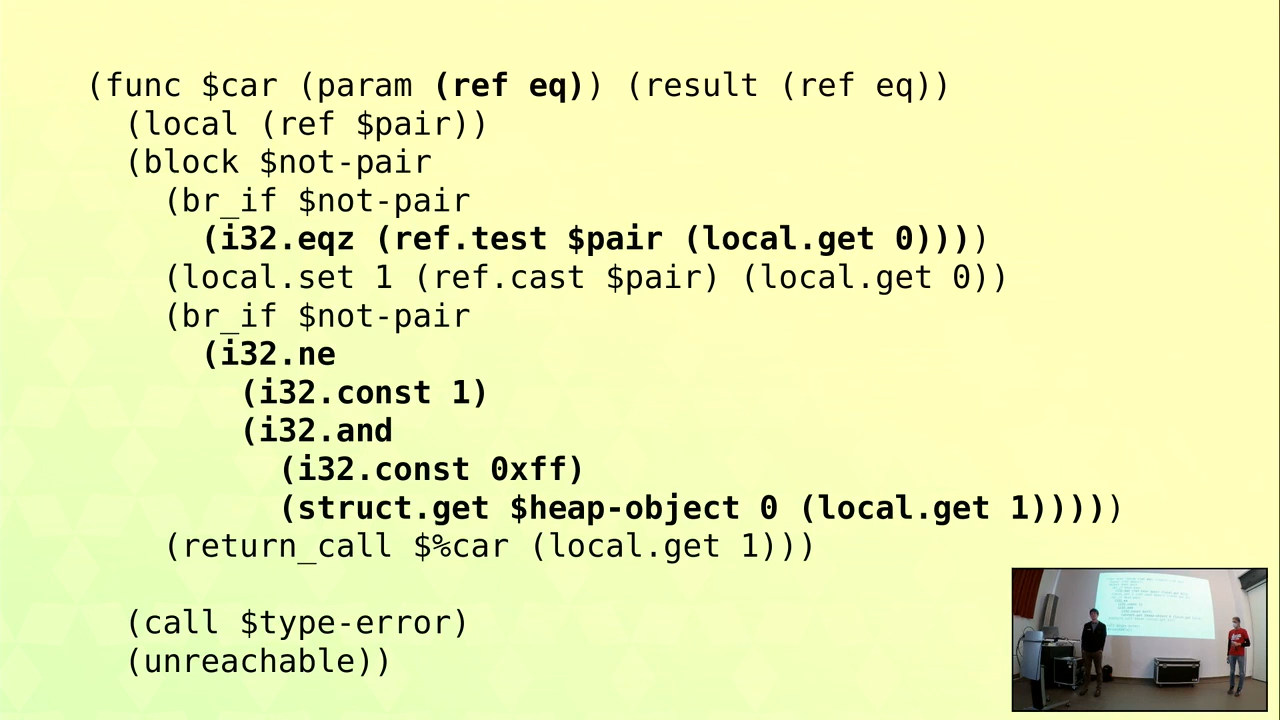 (func $car (param (ref eq)) (result (ref eq))
(local (ref $pair))
(block $not-pair
(br_if $not-pair
(i32.eqz (ref.test $pair (local.get 0))))
(local.set 1 (ref.cast $pair) (local.get 0))
(br_if $not-pair
(i32.ne
(i32.const 1)
(i32.and
(i32.const 0xff)
(struct.get $heap-object 0 (local.get 1)))))
(return_call $%car (local.get 1)))
(call $type-error)
(unreachable))